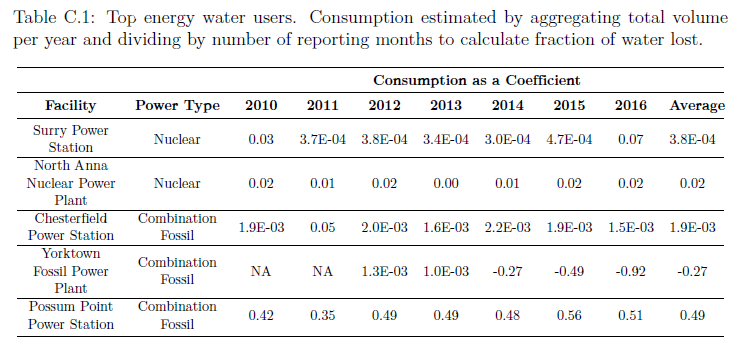 Table C.1: Top energy water users. Consumption estimated by aggregating total volume
per year and dividing by number of reporting months to calculate fraction of water lost.
Consumption as a Coefficient
Facility Power Type 2010 2011 2012 2013 2014 2015 2016 Average
Surry Power
Station Nuclear 0.03 3.7E-04 3.8E-04 3.4E-04 3.0E-04 4.7E-04 0.07 3.8E-04
North Anna
Nuclear Power Nuclear 0.02 0.01 0.02 0.00 0.01 0.02 0.02 0.02
Plant
Chesterfield Combination
Power Station Fossil 1.9E-03 0.05 2.0E-03 1.6E-03 2.2E-03 1.9E-03 1.5E-03 1.9E-03
Yorktown
Fossil Power Combination Fossil NA NA 1.3E-03 1.0E-03 -0.27 -0.49 -0.92 -0.27
Plant
Possum Point Combination
Power Station Fossil 0.42 0.35 0.49 0.49 0.48 0.56 0.51 0.49